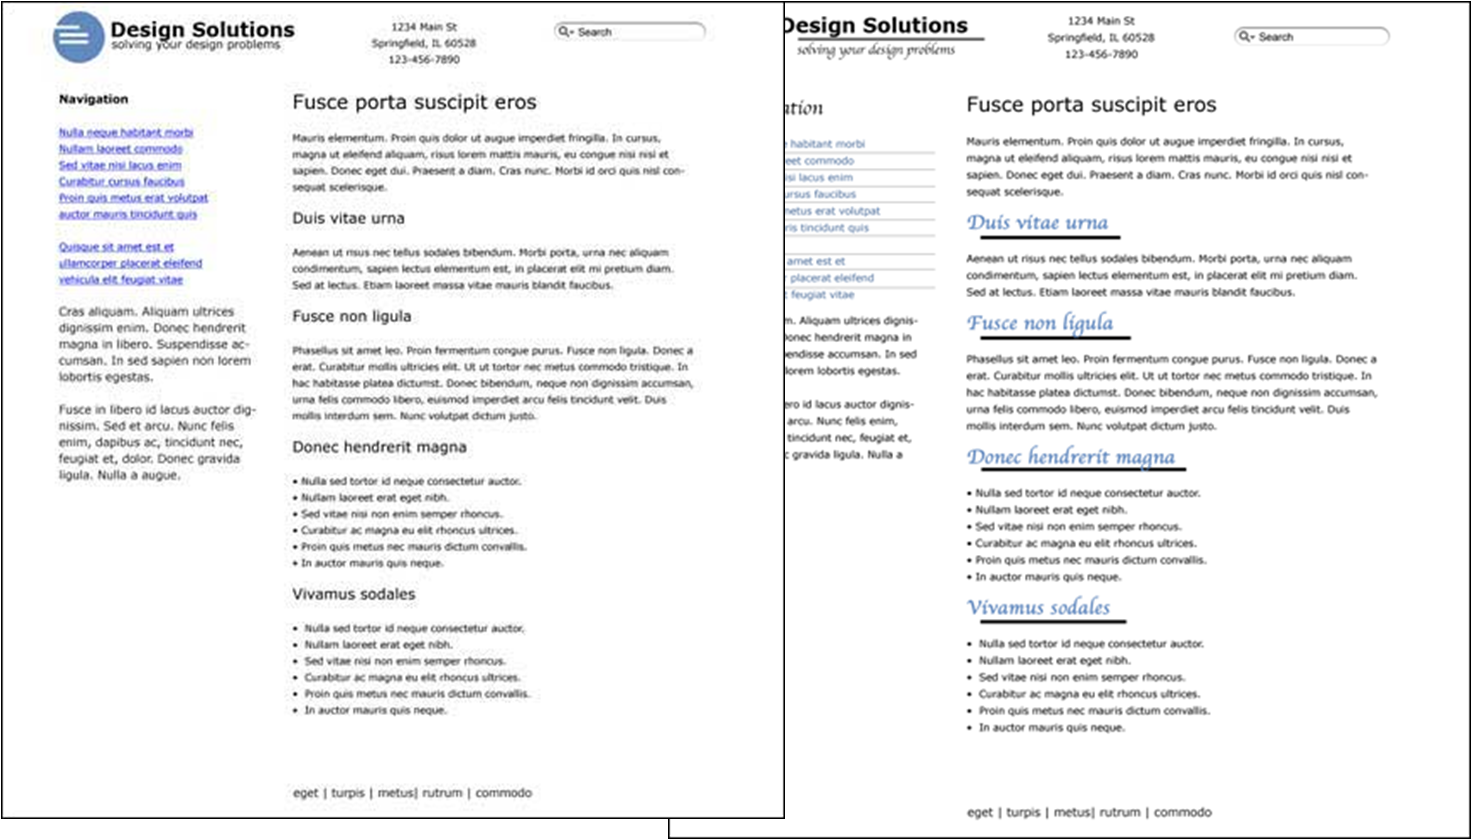 Design Solutions
solving your design problems
1234 Main St
Springfield, IL 60528
123-456-7890
Search
Navigation
Nulla neque habitant morbi
Nullam laoreet commodo
Sed vitae nisi lacus enim
Curabitur cursus faucibus
Proin quis metus erat volutpat
auctor mauris tincidunt quis
Quisque sit amet est et
ullamcorper placerat eleifend
vehicula elit feugiat vitae
Cras aliquam. Aliquam ultrices
dignissim enim. Donec hendrerit
magna in libero. Suspendisse ac-
cumsan. In sed sapien non lorem
lobortis egestas.
Fusce in libero id lacus auctor dig-
nissim. Sed et arcu. Nunc felis
enim, dapibus ac, tincidunt nec,
feugiat et, dolor. Donec gravida
ligula. Nulla a augue.
Fusce porta suscipit eros
Mauris elementum. Proin quis dolor ut augue imperdiet fringilla. In cursus,
magna ut eleifend aliquam, risus lorem mattis mauris, eu congue nisi nisl et
sapien. Donec eget dui. Praesent a diam. Cras nunc. Morbi id orci quis nisl con-
sequat scelerisque.
Duis vitae urna
Aenean ut risus nec tellus sodales bibendum. Morbi porta, urna nec aliquam
condimentum, sapien lectus elementum est, in placerat elit mi pretium diam.
Sed at lectus. Etiam laoreet massa vitae mauris blandit faucibus.
Fusce non ligula
Phasellus sit amet leo. Proin fermentum congue purus. Fusce non ligula. Donec a
erat. Curabitur mollis ultricies elit. Ut ut tortor nec metus commodo tristique. In
hac habitasse platea dictumst. Donec bibendum, neque non dignissim accumsan,
urna felis commodo libero, euismod imperdiet arcu felis tincidunt velit. Duis
mollis interdum sem. Nunc volutpat dictum justo.
Donec hendrerit magna
• Nulla sed tortor id neque consectetur auctor.
• Nullam laoreet erat eget nibh.
• Sed vitae nisi non enim semper rhoncus.
• Curabitur ac magna eu elit rhoncus ultrices.
• Proin quis metus nec mauris dictum convallis.
• In auctor mauris quis neque.
Vivamus sodales
• Nulla sed tortor id neque consectetur auctor.
• Nullam laoreet erat eget nibh.
• Sed vitae nisi non enim semper rhoncus.
• Curabitur ac magna eu elit rhoncus ultrices.
• Proin quis metus nec mauris dictum convallis.
• In auctor mauris quis neque.
eget | turpis | metus| rutrum | commodo
Design Solutions
solving your design problems
1234 Main St
Springfield, IL 60528
123-456-7890
Search
ation
habitant morbi
eet commodo
isi lacus enim
ursus faucibus
metus erat volutpat
ris tincidunt quis
amet est et
placerat eleifend
feugiat vitae
m. Aliquam ultrices dignis-
Donec hendrerit magna in
endisse accumsan. In sed
lorem lobortis egestas.
ero id lacus auctor dignis-
arcu. Nunc felis enim,
tincidunt nec, feugiat et,
c gravida ligula. Nulla a
Fusce porta suscipit eros
Mauris elementum. Proin quis dolor ut augue imperdiet fringilla. In cursus,
magna ut eleifend aliquam, risus lorem mattis mauris, eu congue nisi nisl et
sapien. Donec eget dui. Praesent a diam. Cras nunc. Morbi id orci quis nisl con-
sequat scelerisque.
Duis vitae urna
Aenean ut risus nec tellus sodales bibendum. Morbi porta, urna nec aliquam
condimentum, sapien lectus elementum est, in placerat elit mi pretium diam.
Sed at lectus. Etiam laoreet massa vitae mauris blandit faucibus.
Fusce non ligula
Phasellus sit amet leo. Proin fermentum congue purus. Fusce non ligula. Donec a
erat. Curabitur mollis ultricies elit. Ut ut tortor nec metus commodo tristique. In
hac habitasse platea dictumst. Donec bibendum, neque non dignissim accumsan,
urna felis commodo libero, euismod imperdiet arcu felis tincidunt velit. Duis
mollis interdum sem. Nunc volutpat dictum justo.
Donec hendrerit magna
• Nulla sed tortor id neque consectetur auctor.
• Nullam laoreet erat eget nibh.
• Sed vitae nisi non enim semper rhoncus.
• Curabitur ac magna eu elit rhoncus ultrices.
• Proin quis metus nec mauris dictum convallis.
• In auctor mauris quis neque.
Vivamus sodales
• Nulla sed tortor id neque consectetur auctor.
• Nullam laoreet erat eget nibh.
• Sed vitae nisi non enim semper rhoncus.
• Curabitur ac magna eu elit rhoncus ultrices.
• Proin quis metus nec mauris dictum convallis.
• In auctor mauris quis neque.
eget | turpis | metus| rutrum | commodo